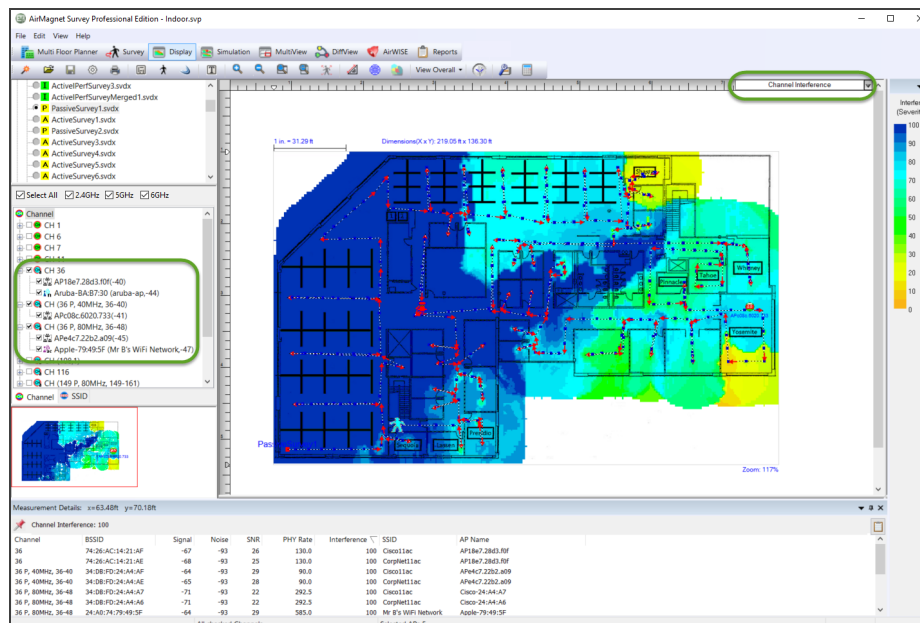 AirMagnet Survey Professional Edition - Indoor.svp
File Edit View Help
Multi Floor Planner Survey Display Simulation MultiView DiffView AirWISE Reports
View Overall
ActiveIPerfSurvey3.svdx
ActiveIPerfSurveyMerged1.svdx
PassiveSurvey1.svdx
ActiveSurvey1.svdx
PassiveSurvey2.svdx
ActiveSurvey3.svdx
ActiveSurvey4.svdx
ActiveSurvey5.svdx
ActiveSurvey6.svdx
Select All 2.4GHz 5GHz 6GHz
Channel
CH 1
CH 6
CH 7
CH 11
CH 36
AP18e7.28d3.f0f(-40)
Aruba-BA:B7:30 (aruba-ap,-44)
CH (36 P, 40MHz, 36-40)
APc08c.6020.733(-41)
CH (36 P, 80MHz, 36-48)
APe4c7.22b2.a09(-45)
Apple-79:49:5F (Mr B's WiFi Network,-47)
CH 116
CH (149 P, 80MHz, 149-161)
Channel SSID
Channel Interference
1 in. = 31.29 ft Dimensions(X x Y): 219.05 ft x 136.30 ft
Whitney
Tahoe
Pinnacles
Yosemite
Presidio
Lassen
Zoom: 117%
Interfe
(Severit
100
90
80
70
60
50
40
30
20
10
0
Measurement Details: x=63.48ft y=70.18ft
Channel Interference: 100
Channel BSSID Signal Noise SNR PHY Rate Interference SSID AP Name
36 74:26:AC:14:21:AF -67 -93 26 130.0 100 Cisco11ac AP18e7.28d3.f0f
36 74:26:AC:14:21:AE -68 -93 25 130.0 100 CorpNet11ac AP18e7.28d3.f0f
36 P, 40MHz, 36-40 34:DB:FD:24:A4:AF -64 -93 29 90.0 100 Cisco11ac APe4c7.22b2.a09
36 P, 40MHz, 36-40 34:DB:FD:24:A4:AE -65 -93 28 90.0 100 CorpNet11ac APe4c7.22b2.a09
36 P, 80MHz, 36-48 34:DB:FD:24:A4:A7 -71 -93 22 292.5 100 Cisco11ac Cisco-24:A4:A7
36 P, 80MHz, 36-48 34:DB:FD:24:A4:A6 -71 -93 22 292.5 100 CorpNet11ac Cisco-24:A4:A6
36 P, 80MHz, 36-48 24:A0:74:79:49:5F -64 -93 29 585.0 100 Mr B's WiFi Network Apple-79:49:5F